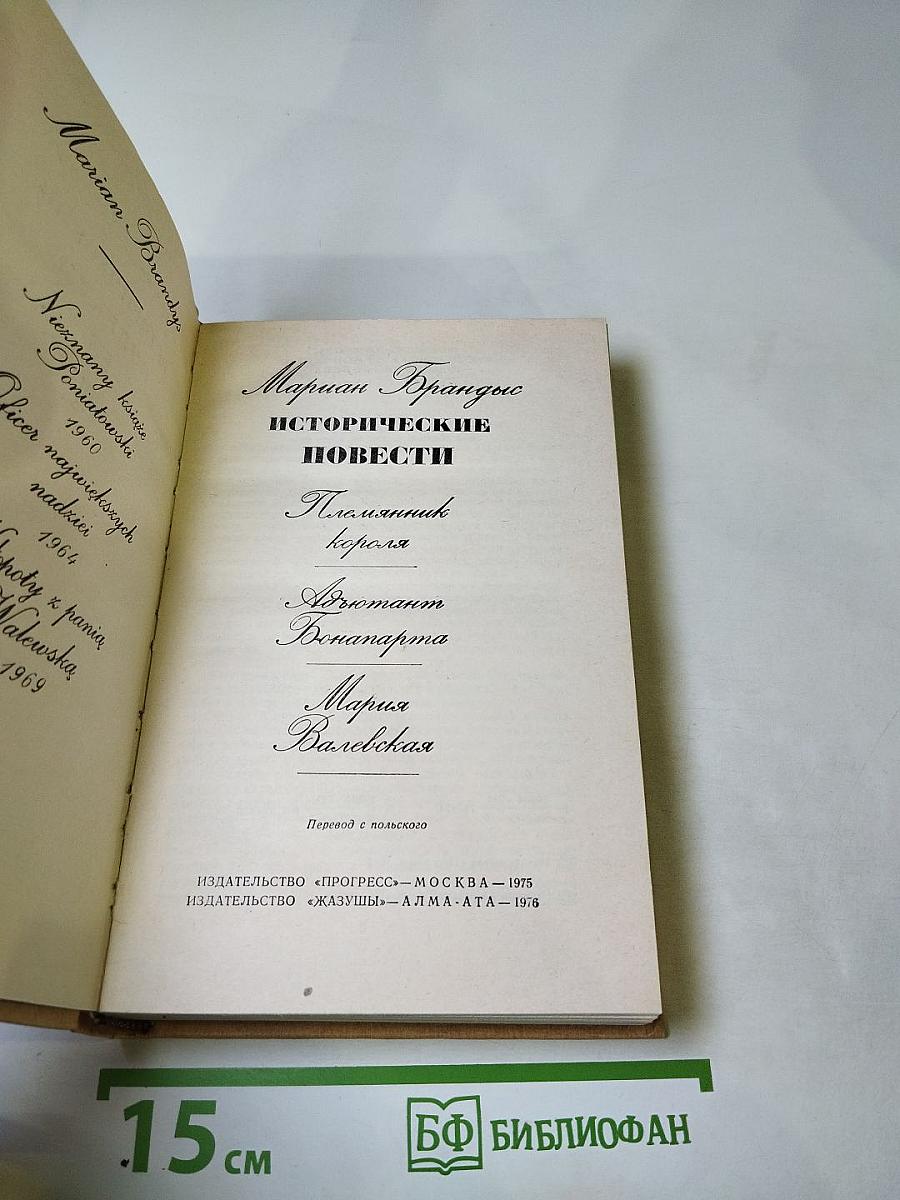 Marian Brandys
Nieznany książę
Poniatowski
1960
Oficer największych
nadziei
1964
z panią
Walewską
1969
Мариан Брандыс
ИСТОРИЧЕСКИЕ
ПОВЕСТИ
Племянник
короля
Адъютант
Бонапарта
Мария
Валевская
Перевод с польского
ИЗДАТЕЛЬСТВО «ПРОГРЕСС»—МОСКВА—1975
ИЗДАТЕЛЬСТВО «ЖАЗУШЫ»—АЛМА-АТА—1976
15 см
БФ БИБЛИОФАН